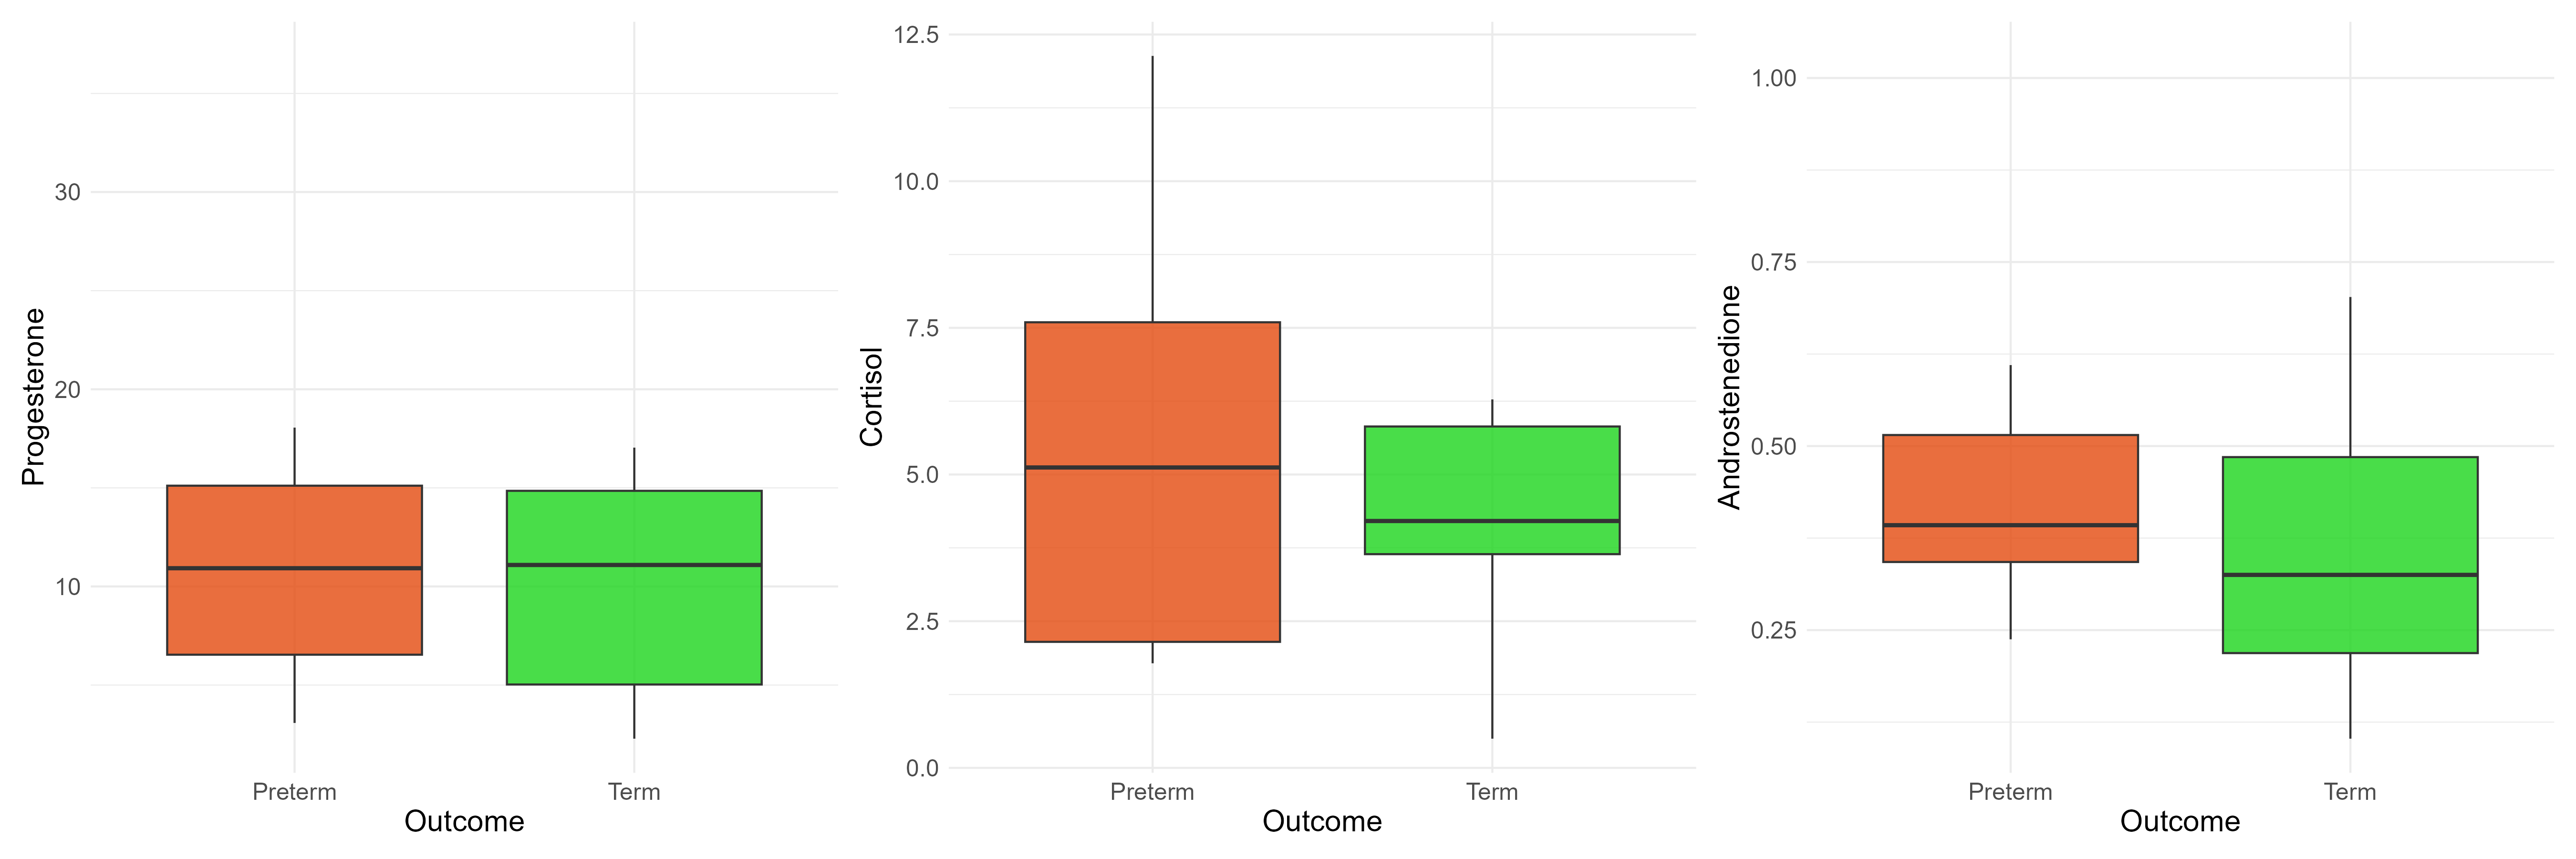 Progesterone
30
20
10
Preterm
Term
Outcome
Cortisol
12.5
10.0
7.5
5.0
2.5
0.0
Preterm
Term
Outcome
Androstenedione
1.00
0.75
0.50
0.25
Preterm
Term
Outcome